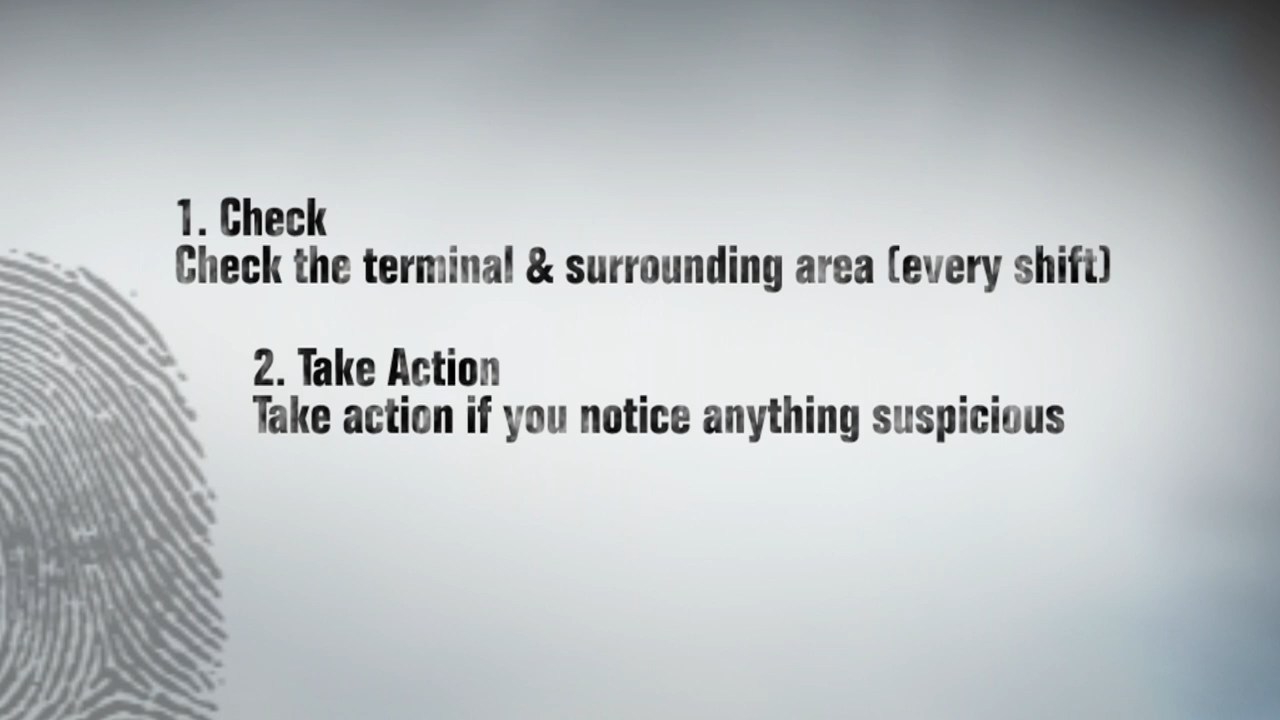 1. Check
Check the terminal & surrounding area (every shift)
2. Take Action
Take action if you notice anything suspicious